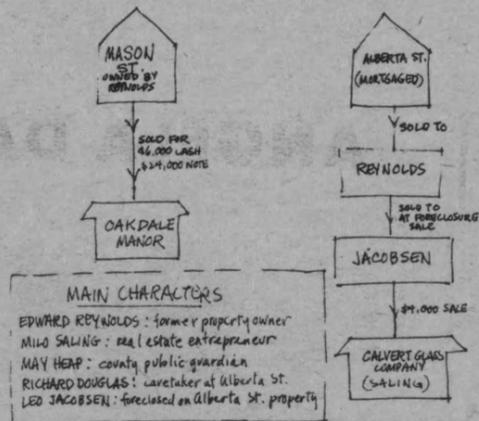 MASON
ST.
OWNED BY
REYNOLDS
SOLD FOR
$6,000 CASH
$24,000 NOTE
OAKDALE
MANOR
ALBERTA ST.
(MORTGAGED)
SOLD TO
REYNOLDS
SOLD TO
AT FORECLOSURE
SALE
JACOBSEN
$9,000 SALE
CALVERT GLASS
COMPANY
(SALING)
MAIN CHARACTERS
EDWARD REYNOLDS: former property owner
MILO SALING: real estate entrepreneur
MAY HEAP: county public guardian
RICHARD DOUGLAS: caretaker at Alberta St.
LEO JACOBSEN: foreclosed on Alberta St. property